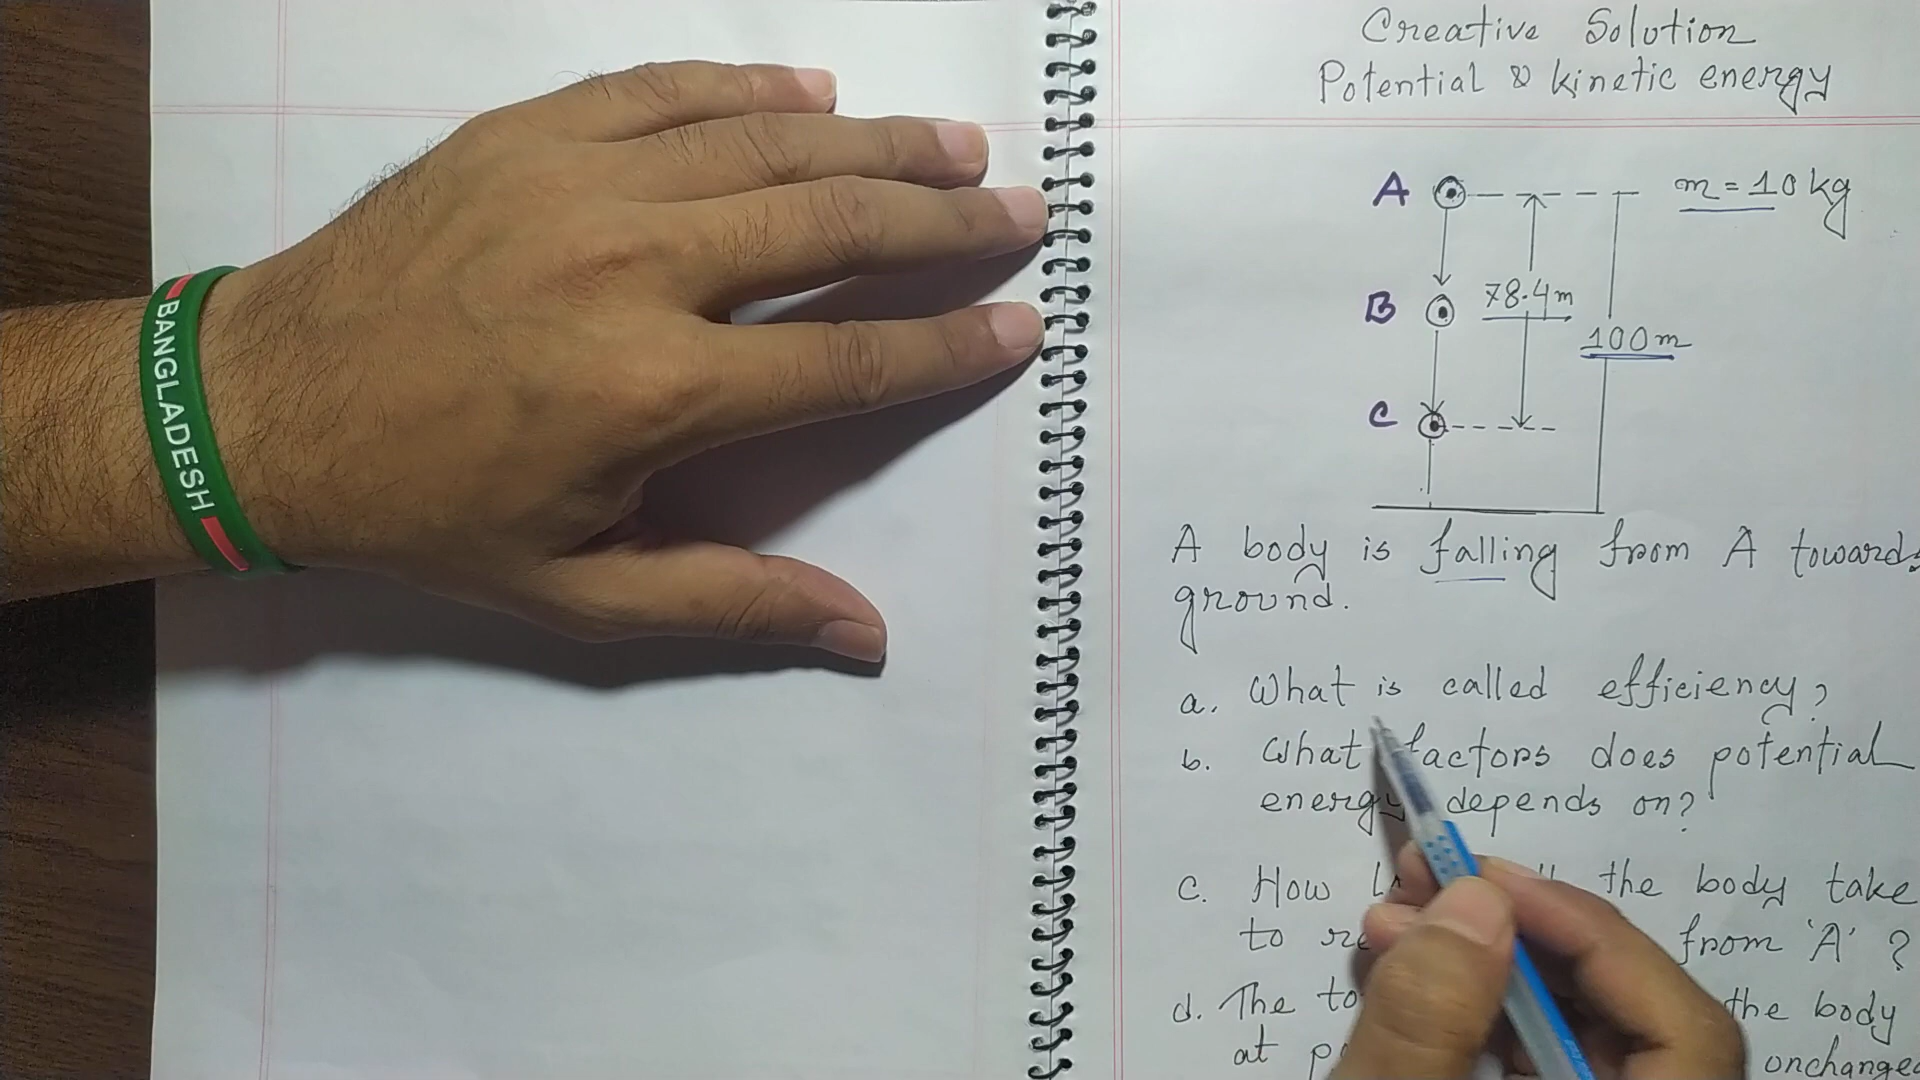 BANGLADESH
Creative Solution
Potential & kinetic energy
A
m = 10 kg
B
78.4m
100m
C
A body is falling from A towards
ground.
a. What is called efficiency?
b. What factors does potential
energy depends on?
c. How the body take
to from 'A' ?
d. The the body
at onchanged